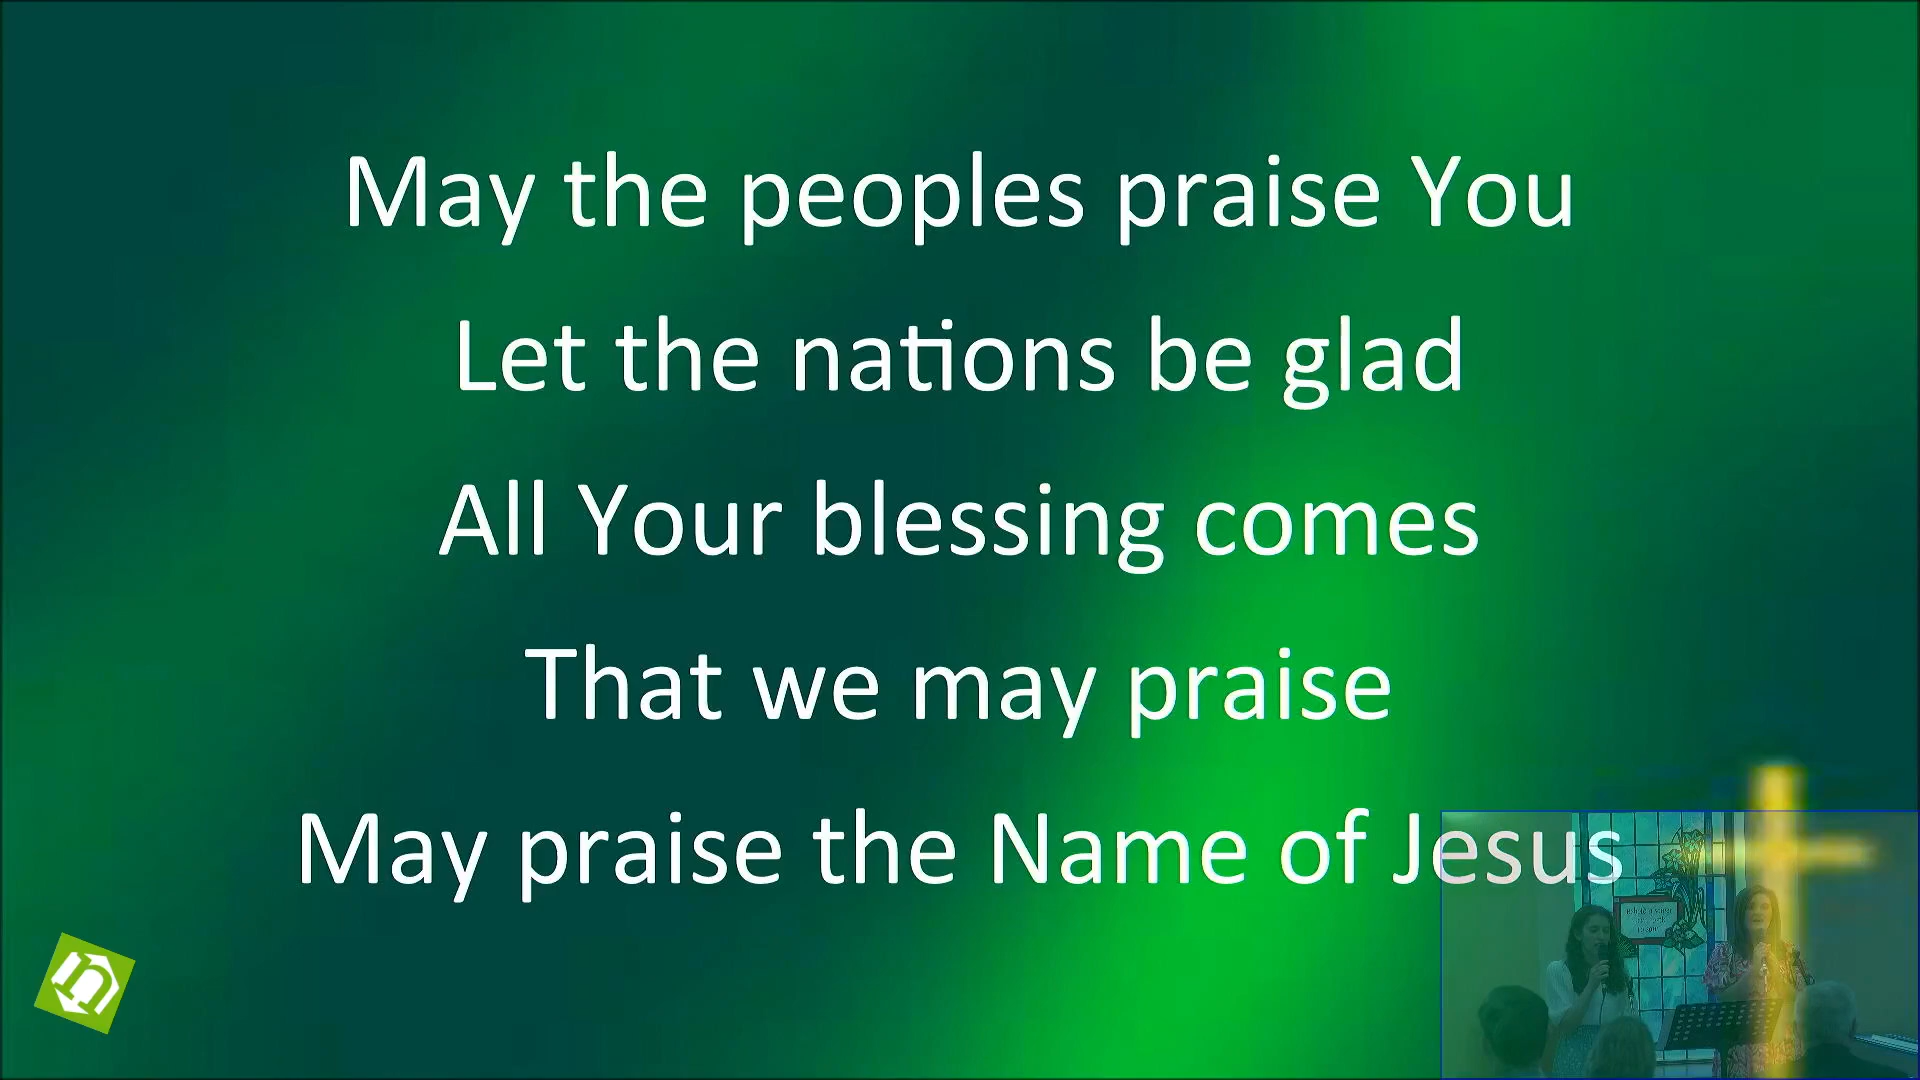 May the peoples praise You
Let the nations be glad
All Your blessing comes
That we may praise
May praise the Name of Jesus